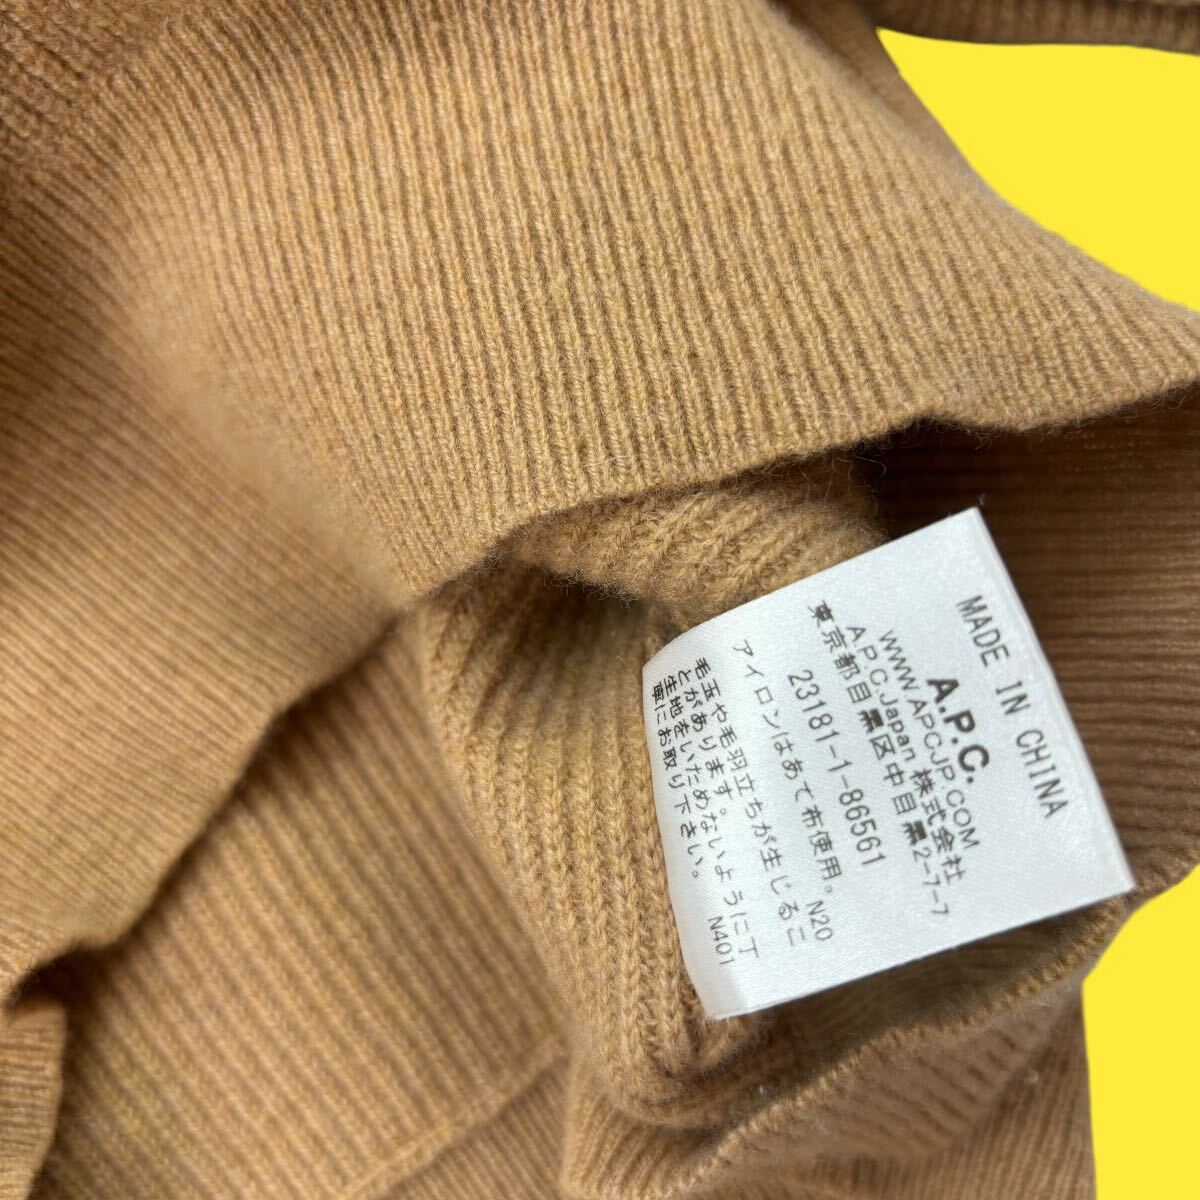 MADE IN CHINA
A.P.C.
WWW.APCJP.COM
A.P.C.Japan 株式会社
東京都目黒区中目黒2-7-7
23181-1-86561
アイロンはあて布使用。N20
毛玉や毛羽立ちが生じるこ
とがあります。
生地をいためないように丁
寧にお取り下さい。 N401